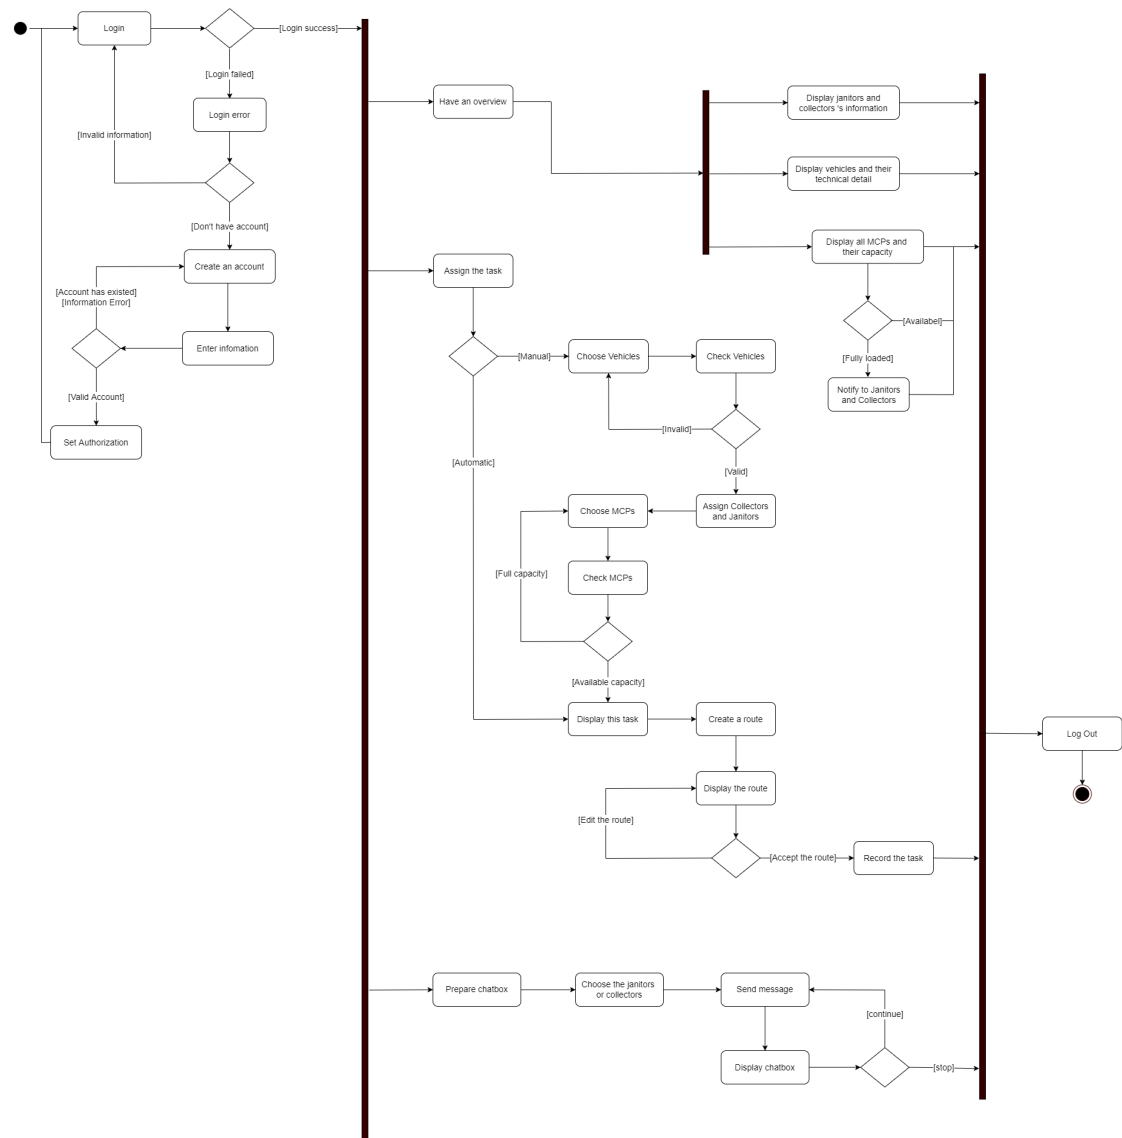 Login
[Login success]
[Login failed]
Login error
[Invalid information]
[Don't have account]
Create an account
[Account has existed]
[Information Error]
Enter infomation
[Valid Account]
Set Authorization
Have an overview
Display janitors and
collectors 's information
Display vehicles and their
technical detail
Display all MCPs and
their capacity
[Availabel]
[Fully loaded]
Notify to Janitors
and Collectors
Assign the task
[Manual]
Choose Vehicles
Check Vehicles
[Invalid]
[Automatic]
[Valid]
Assign Collectors
and Janitors
Choose MCPs
[Full capacity]
Check MCPs
[Available capacity]
Display this task
Create a route
Display the route
[Edit the route]
[Accept the route]
Record the task
Log Out
Prepare chatbox
Choose the janitors
or collectors
Send message
[continue]
Display chatbox
[stop]